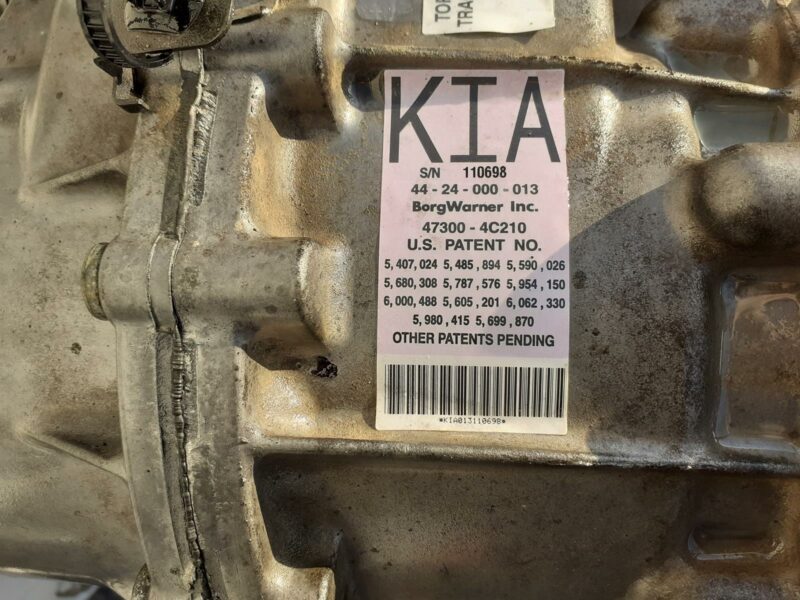 TRA
KIA
S/N 110698
44 - 24 - 000 - 013
BorgWarner Inc.
47300 - 4C210
U.S. PATENT NO.
5,407,024 5,485,894 5,590,026
5,680,308 5,787,576 5,954,150
6,000,488 5,605,201 6,062,330
5,980,415 5,699,870
OTHER PATENTS PENDING
*KIA013110698*